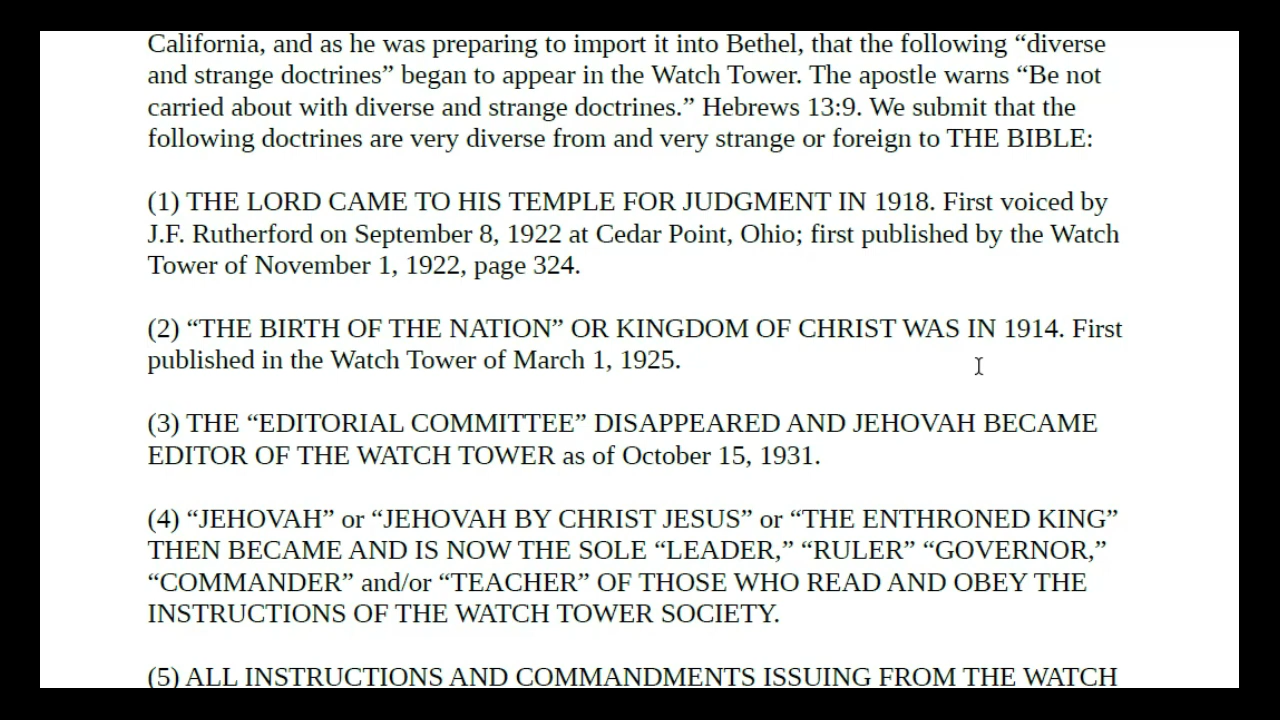 California, and as he was preparing to import it into Bethel, that the following “diverse
and strange doctrines” began to appear in the Watch Tower. The apostle warns “Be not
carried about with diverse and strange doctrines.” Hebrews 13:9. We submit that the
following doctrines are very diverse from and very strange or foreign to THE BIBLE:
(1) THE LORD CAME TO HIS TEMPLE FOR JUDGMENT IN 1918. First voiced by
J.F. Rutherford on September 8, 1922 at Cedar Point, Ohio; first published by the Watch
Tower of November 1, 1922, page 324.
(2) “THE BIRTH OF THE NATION” OR KINGDOM OF CHRIST WAS IN 1914. First
published in the Watch Tower of March 1, 1925.
(3) THE “EDITORIAL COMMITTEE” DISAPPEARED AND JEHOVAH BECAME
EDITOR OF THE WATCH TOWER as of October 15, 1931.
(4) “JEHOVAH” or “JEHOVAH BY CHRIST JESUS” or “THE ENTHRONED KING”
THEN BECAME AND IS NOW THE SOLE “LEADER,” “RULER” “GOVERNOR,”
“COMMANDER” and/or “TEACHER” OF THOSE WHO READ AND OBEY THE
INSTRUCTIONS OF THE WATCH TOWER SOCIETY.
(5) ALL INSTRUCTIONS AND COMMANDMENTS ISSUING FROM THE WATCH